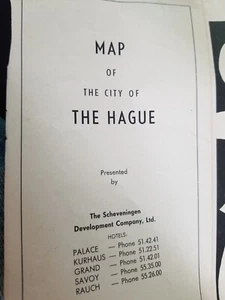 MAP
OF
THE CITY OF
THE HAGUE
Presented
by
The Scheveningen
Development Company, Ltd.
HOTELS:
PALACE — Phone 51.42.41
KURHAUS — Phone 51.22.51
GRAND — Phone 51.42.01
SAVOY — Phone 55.35.00
RAUCH — Phone 55.26.00